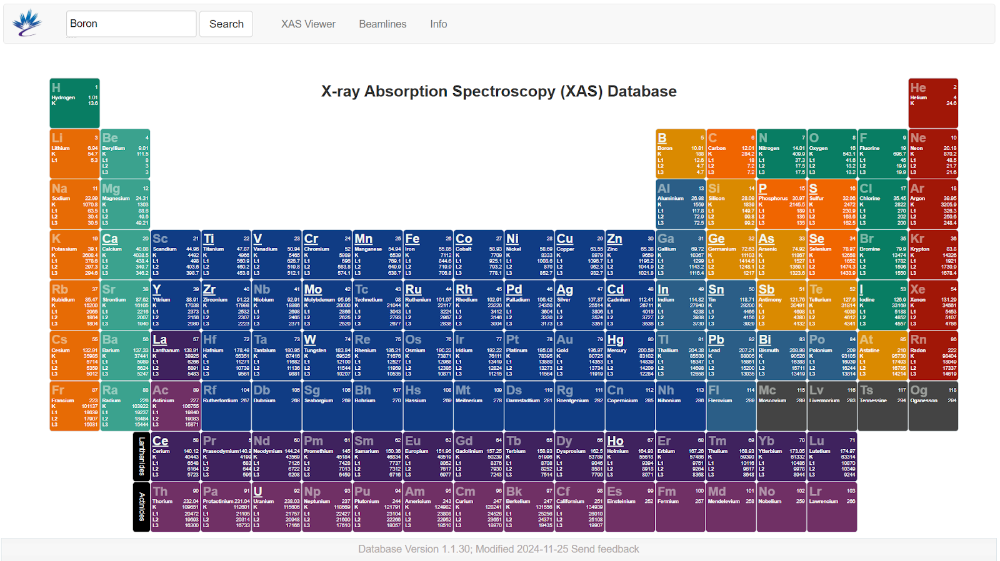 Boron
Search
XAS Viewer
Beamlines
Info
X-ray Absorption Spectroscopy (XAS) Database
H 1
Hydrogen 1.01
K 13.6
He 2
Helium 4
K 24.6
Li 3
Lithium 6.94
K 54.7
L1 5.3
Be 4
Beryllium 9.01
K 111.5
L1 8
L2 3
L3 3
B 5
Boron 10.81
K 188
L1 12.6
L2 4.7
L3 4.7
C 6
Carbon 12.01
K 284.2
L1 18
L2 7.2
L3 7.2
N 7
Nitrogen 14.01
K 409.9
L1 37.3
L2 17.5
L3 17.5
O 8
Oxygen 16
K 543.1
L1 41.6
L2 18.2
L3 18.2
F 9
Fluorine 19
K 696.7
L1 45
L2 19.9
L3 19.9
Ne 10
Neon 20.18
K 870.2
L1 48.5
L2 21.7
L3 21.6
Na 11
Sodium 22.99
K 1070.8
L1 63.5
L2 30.4
L3 30.5
Mg 12
Magnesium 24.31
K 1303
L1 88.6
L2 49.6
L3 49.21
Al 13
Aluminium 26.98
K 1559
L1 117.8
L2 72.9
L3 72.5
Si 14
Silicon 28.09
K 1839
L1 149.7
L2 99.8
L3 99.2
P 15
Phosphorus 30.97
K 2145.5
L1 189
L2 136
L3 135
S 16
Sulfur 32.06
K 2472
L1 230.9
L2 163.6
L3 162.5
Cl 17
Chlorine 35.45
K 2822
L1 270
L2 202
L3 200
Ar 18
Argon 39.95
K 3205.9
L1 326.3
L2 250.6
L3 248.4
K 19
Potassium 39.1
K 3608.4
L1 378.6
L2 297.3
L3 294.6
Ca 20
Calcium 40.08
K 4038.5
L1 438.4
L2 349.7
L3 346.2
Sc 21
Scandium 44.96
K 4492
L1 498
L2 403.6
L3 398.7
Ti 22
Titanium 47.87
K 4966
L1 560.9
L2 460.2
L3 453.8
V 23
Vanadium 50.94
K 5465
L1 626.7
L2 519.8
L3 512.1
Cr 24
Chromium 52
K 5989
L1 696
L2 583.8
L3 574.1
Mn 25
Manganese 54.94
K 6539
L1 769.1
L2 649.9
L3 638.7
Fe 26
Iron 55.85
K 7112
L1 844.6
L2 719.9
L3 706.8
Co 27
Cobalt 58.93
K 7709
L1 925.1
L2 793.2
L3 778.1
Ni 28
Nickel 58.69
K 8333
L1 1008.6
L2 870
L3 852.7
Cu 29
Copper 63.55
K 8979
L1 1096.7
L2 952.3
L3 932.7
Zn 30
Zinc 65.38
K 9659
L1 1196.2
L2 1044.9
L3 1021.8
Ga 31
Gallium 69.72
K 10367
L1 1299
L2 1143.2
L3 1116.4
Ge 32
Germanium 72.63
K 11103
L1 1414.6
L2 1248.1
L3 1217
As 33
Arsenic 74.92
K 11867
L1 1527
L2 1359.1
L3 1323.6
Se 34
Selenium 78.97
K 12658
L1 1652
L2 1474.3
L3 1433.9
Br 35
Bromine 79.9
K 13474
L1 1782
L2 1596
L3 1550
Kr 36
Krypton 83.8
K 14326
L1 1921
L2 1730.9
L3 1678.4
Rb 37
Rubidium 85.47
K 15200
L1 2065
L2 1864
L3 1804
Sr 38
Strontium 87.62
K 16105
L1 2216
L2 2007
L3 1940
Y 39
Yttrium 88.91
K 17038
L1 2373
L2 2156
L3 2080
Zr 40
Zirconium 91.22
K 17998
L1 2532
L2 2307
L3 2223
Nb 41
Niobium 92.91
K 18986
L1 2698
L2 2465
L3 2371
Mo 42
Molybdenum 95.95
K 20000
L1 2866
L2 2625
L3 2520
Tc 43
Technetium 98
K 21044
L1 3043
L2 2793
L3 2677
Ru 44
Ruthenium 101.07
K 22117
L1 3224
L2 2967
L3 2838
Rh 45
Rhodium 102.91
K 23220
L1 3412
L2 3146
L3 3004
Pd 46
Palladium 106.42
K 24350
L1 3604
L2 3330
L3 3173
Ag 47
Silver 107.87
K 25514
L1 3806
L2 3524
L3 3351
Cd 48
Cadmium 112.41
K 26711
L1 4018
L2 3727
L3 3538
In 49
Indium 114.82
K 27940
L1 4238
L2 3938
L3 3730
Sn 50
Tin 118.71
K 29200
L1 4465
L2 4156
L3 3929
Sb 51
Antimony 121.76
K 30491
L1 4698
L2 4380
L3 4132
Te 52
Tellurium 127.6
K 31814
L1 4939
L2 4612
L3 4341
I 53
Iodine 126.9
K 33169
L1 5188
L2 4852
L3 4557
Xe 54
Xenon 131.29
K 34561
L1 5453
L2 5107
L3 4786
Cs 55
Cesium 132.91
K 35985
L1 5714
L2 5359
L3 5012
Ba 56
Barium 137.33
K 37441
L1 5989
L2 5624
L3 5247
La 57
Lanthanum 138.91
K 38925
L1 6266
L2 5891
L3 5483
Hf 72
Hafnium 178.49
K 65351
L1 11271
L2 10739
L3 9561
Ta 73
Tantalum 180.95
K 67416
L1 11682
L2 11136
L3 9881
W 74
Tungsten 183.84
K 69525
L1 12100
L2 11544
L3 10207
Re 75
Rhenium 186.21
K 71676
L1 12527
L2 11959
L3 10535
Os 76
Osmium 190.23
K 73871
L1 12968
L2 12385
L3 10871
Ir 77
Iridium 192.22
K 76111
L1 13419
L2 12824
L3 11215
Pt 78
Platinum 195.08
K 78395
L1 13880
L2 13273
L3 11564
Au 79
Gold 196.97
K 80725
L1 14353
L2 13734
L3 11919
Hg 80
Mercury 200.59
K 83102
L1 14839
L2 14209
L3 12284
Tl 81
Thallium 204.38
K 85530
L1 15347
L2 14698
L3 12658
Pb 82
Lead 207.21
K 88005
L1 15861
L2 15200
L3 13035
Bi 83
Bismuth 208.98
K 90526
L1 16388
L2 15711
L3 13419
Po 84
Polonium 209
K 93105
L1 16939
L2 16244
L3 13814
At 85
Astatine 210
K 95730
L1 17493
L2 16785
L3 14214
Rn 86
Radon 222
K 98404
L1 18049
L2 17337
L3 14619
Fr 87
Francium 223
K 101137
L1 18639
L2 17907
L3 15031
Ra 88
Radium 226
K 103922
L1 19237
L2 18484
L3 15444
Ac 89
Actinium 227
K 106755
L1 19840
L2 19083
L3 15871
Rf 104
Rutherfordium 267
Db 105
Dubnium 268
Sg 106
Seaborgium 269
Bh 107
Bohrium 270
Hs 108
Hassium 269
Mt 109
Meitnerium 278
Ds 110
Darmstadtium 281
Rg 111
Roentgenium 282
Cn 112
Copernicium 285
Nh 113
Nihonium 286
Fl 114
Flerovium 289
Mc 115
Moscovium 289
Lv 116
Livermorium 293
Ts 117
Tennessine 294
Og 118
Oganesson 294
Lanthanides
Ce 58
Cerium 140.12
K 40443
L1 6548
L2 6164
L3 5723
Pr 5
Praseodymium 140.9
K 4199
L1 683
L2 644
L3 596
Nd 60
Neodymium 144.24
K 43569
L1 7126
L2 6722
L3 6208
Pm 61
Promethium 145
K 45184
L1 7428
L2 7013
L3 6459
Sm 62
Samarium 150.36
K 46834
L1 7737
L2 7312
L3 6716
Eu 63
Europium 151.96
K 48519
L1 8052
L2 7617
L3 6977
Gd 64
Gadolinium 157.25
K 50239
L1 8376
L2 7930
L3 7243
Tb 65
Terbium 158.93
K 51996
L1 8708
L2 8252
L3 7514
Dy 66
Dysprosium 162.5
K 53789
L1 9046
L2 8581
L3 7790
Ho 67
Holmium 164.93
K 55618
L1 9394
L2 8918
L3 8071
Er 68
Erbium 167.26
K 57486
L1 9751
L2 9264
L3 8358
Tm 69
Thulium 168.93
K 59390
L1 10116
L2 9617
L3 8648
Yb 70
Ytterbium 173.05
K 61332
L1 10486
L2 9978
L3 8944
Lu 71
Lutetium 174.97
K 63314
L1 10870
L2 10349
L3 9244
Actinides
Th 90
Thorium 232.04
K 109651
L1 20472
L2 19693
L3 16300
Pa 91
Protactinium 231.04
K 112601
L1 21105
L2 20314
L3 16733
U 92
Uranium 238.03
K 115606
L1 21757
L2 20948
L3 17166
Np 93
Neptunium 237
K 118669
L1 22427
L2 21600
L3 17610
Pu 94
Plutonium 244
K 121791
L1 23104
L2 22266
L3 18057
Am 95
Americium 243
K 124982
L1 23808
L2 22952
L3 18510
Cm 96
Curium 247
K 128241
L1 24526
L2 23651
L3 18970
Bk 97
Berkelium 247
K 131556
L1 25256
L2 24371
L3 19435
Cf 98
Californium 251
K 134939
L1 26010
L2 25108
L3 19907
Es 99
Einsteinium 252
Fm 100
Fermium 257
Md 101
Mendelevium 258
No 102
Nobelium 259
Lr 103
Lawrencium 266
Database Version 1.1.30; Modified 2024-11-25 Send feedback